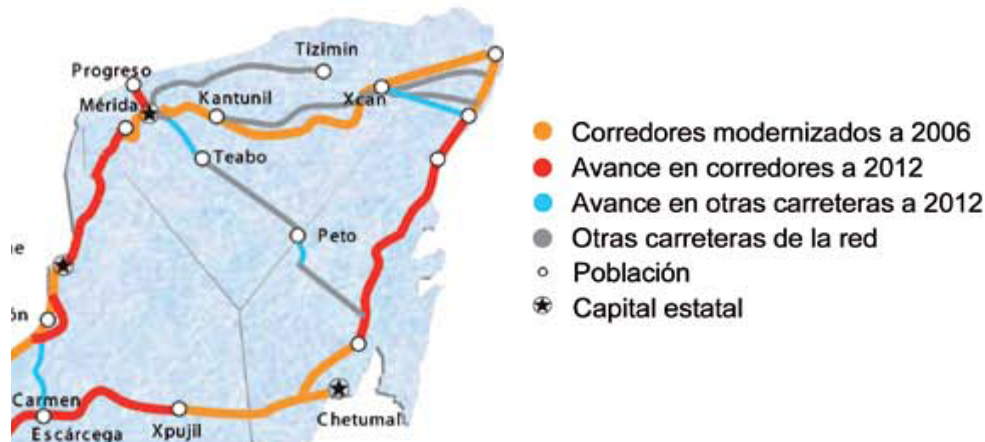 Tizimin
Progreso
Mérida
Kantunil
Xcan
Teabo
Peto
Carmen
Escárcega
Xpujil
Chetumal
Corredores modernizados a 2006
Avance en corredores a 2012
Avance en otras carreteras a 2012
Otras carreteras de la red
Población
Capital estatal